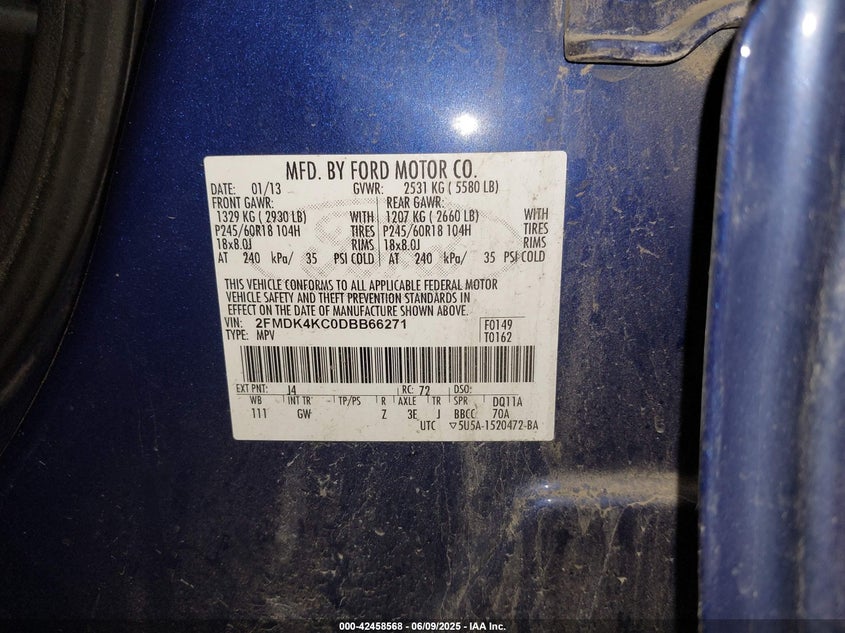 MFD. BY FORD MOTOR CO.
DATE: 01/13 GVWR: 2531 KG ( 5580 LB)
FRONT GAWR: REAR GAWR:
1329 KG ( 2930 LB) WITH 1207 KG ( 2660 LB) WITH
P245/60R18 104H TIRES P245/60R18 104H TIRES
18x8.0J RIMS 18x8.0J RIMS
AT 240 kPa/ 35 PSI COLD AT 240 kPa/ 35 PSI COLD
THIS VEHICLE CONFORMS TO ALL APPLICABLE FEDERAL MOTOR
VEHICLE SAFETY AND THEFT PREVENTION STANDARDS IN
EFFECT ON THE DATE OF MANUFACTURE SHOWN ABOVE.
VIN: 2FMDK4KC0DBB66271 F0149
TYPE: MPV T0162
EXT PNT: J4 RC: 72 DSO:
WB INT TR TP/PS R AXLE TR SPR DQ11A
111 GW Z 3E J BBCC 70A
UTC ▽5U5A-1520472-BA
000-42458568 - 06/09/2025 - IAA Inc.